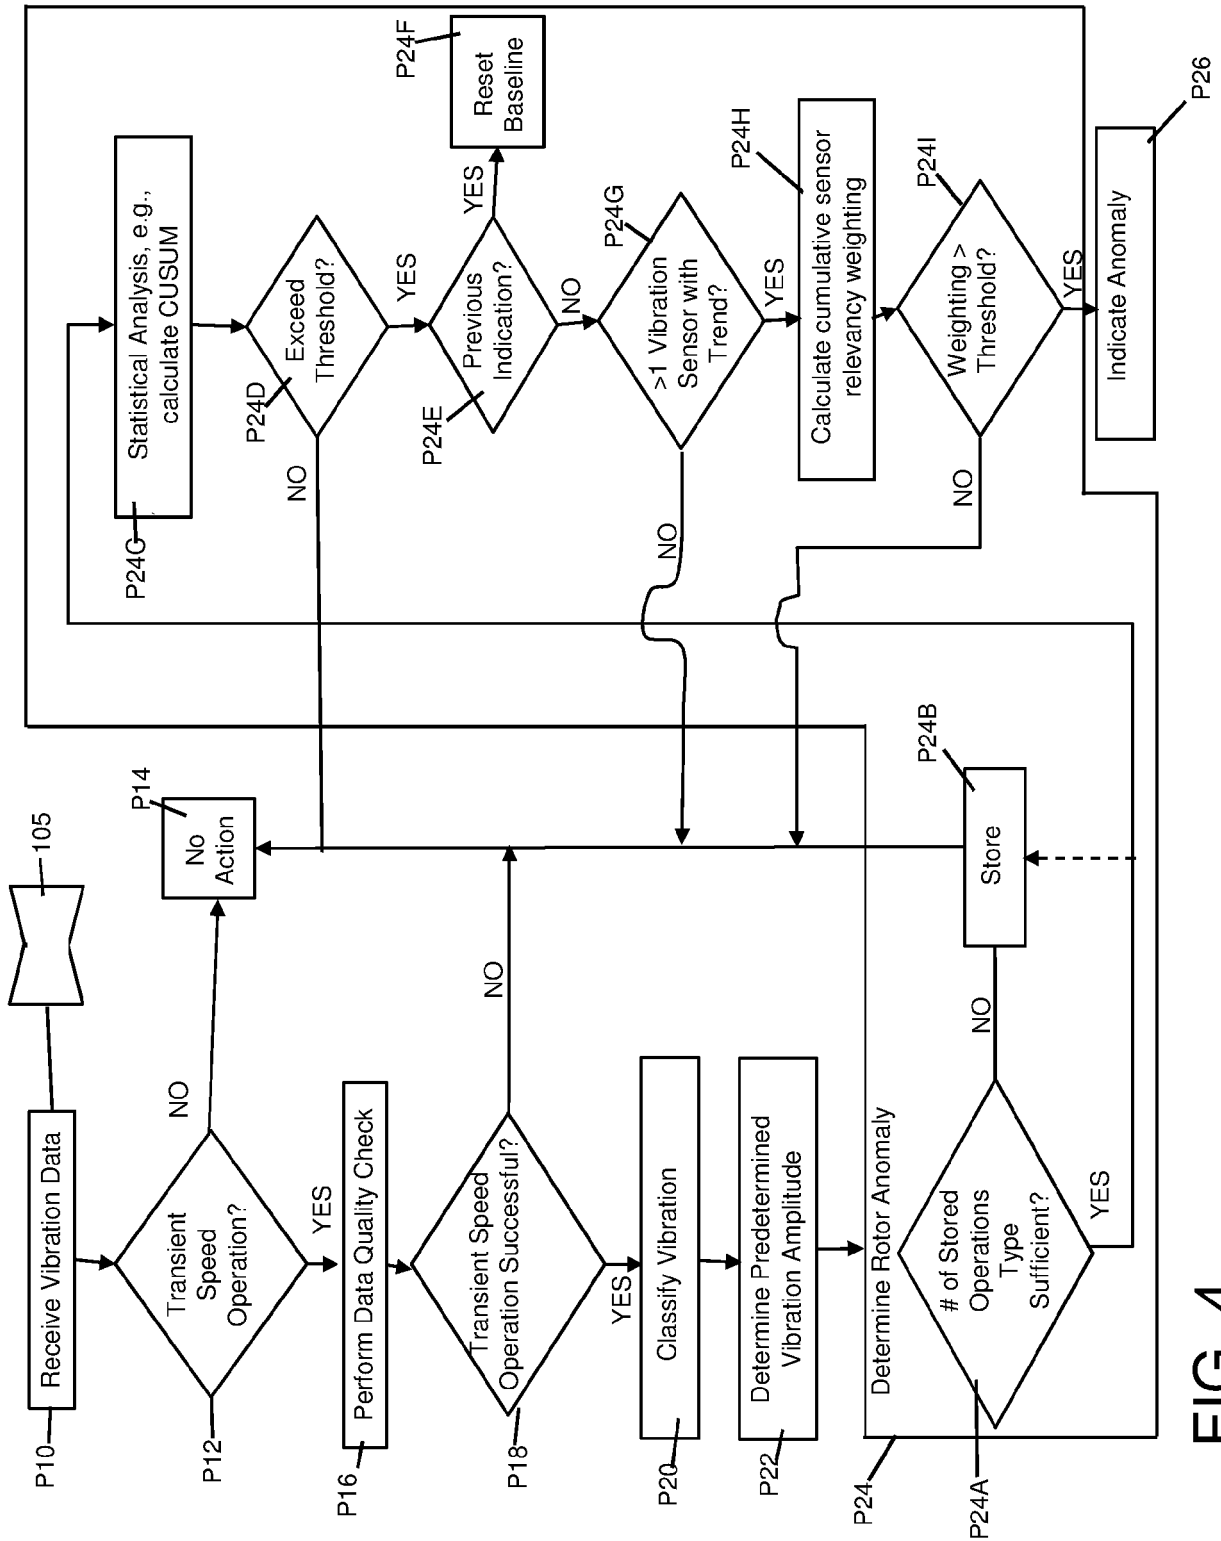 P10
Receive Vibration Data
105
P12
Transient
Speed
Operation?
NO
P14
No
Action
YES
P16
Perform Data Quality Check
P18
Transient Speed
Operation Successful?
NO
YES
P20
Classify Vibration
P22
Determine Predetermined
Vibration Amplitude
P24
Determine Rotor Anomaly
P24A
# of Stored
Operations
Type
Sufficient?
NO
P24B
Store
YES
P24C
Statistical Analysis, e.g.,
calculate CUSUM
P24D
Exceed
Threshold?
NO
YES
P24E
Previous
Indication?
YES
P24F
Reset
Baseline
NO
P24G
>1 Vibration
Sensor with
Trend?
NO
YES
P24H
Calculate cumulative sensor
relevancy weighting
P24I
Weighting >
Threshold?
NO
YES
P26
Indicate Anomaly